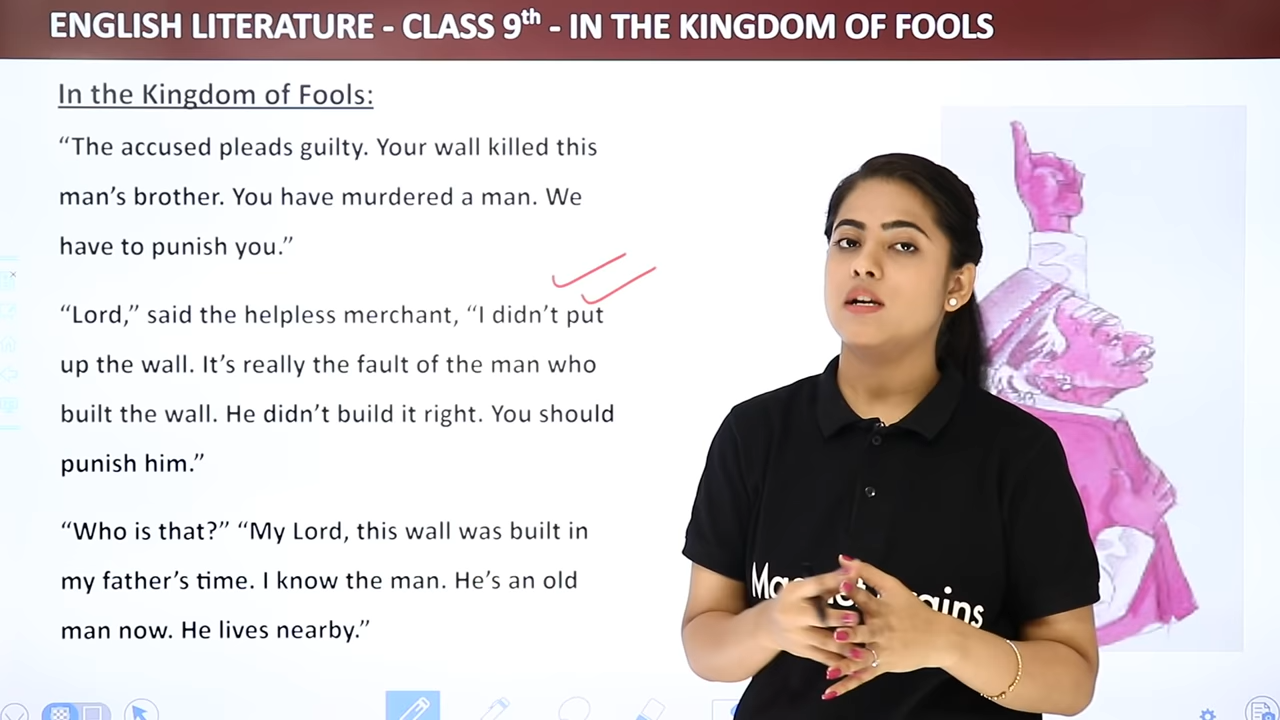 ENGLISH LITERATURE - CLASS 9th - IN THE KINGDOM OF FOOLS
In the Kingdom of Fools:
“The accused pleads guilty. Your wall killed this
man’s brother. You have murdered a man. We
have to punish you.”
“Lord,” said the helpless merchant, “I didn’t put
up the wall. It’s really the fault of the man who
built the wall. He didn’t build it right. You should
punish him.”
“Who is that?” “My Lord, this wall was built in
my father’s time. I know the man. He’s an old
man now. He lives nearby.”